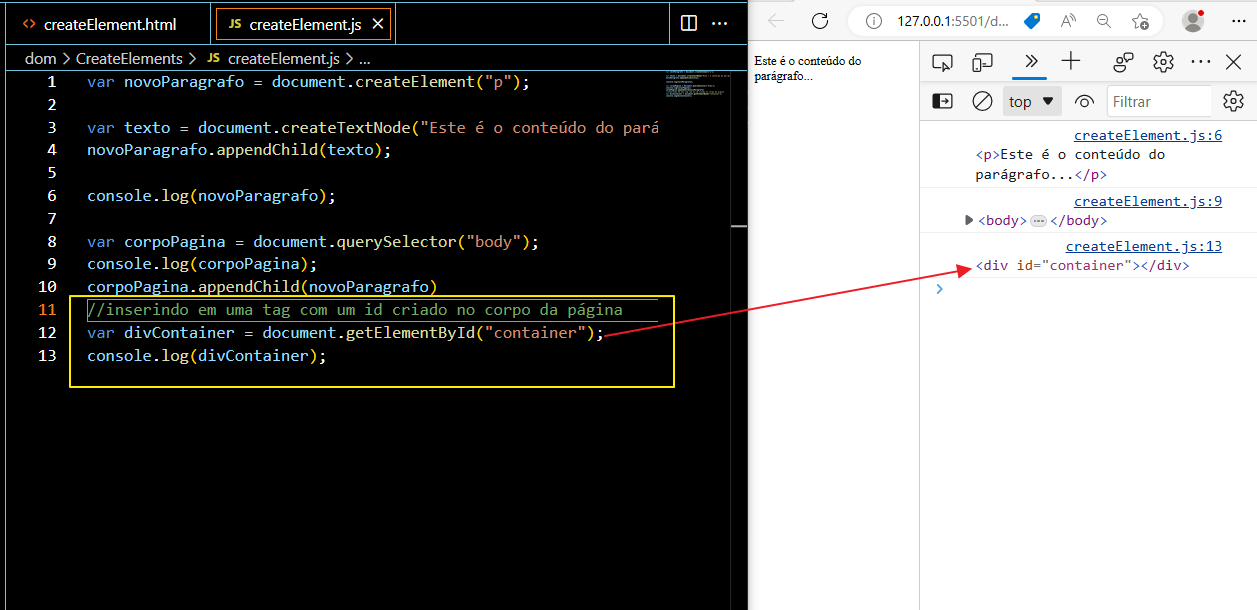 createElement.html
JS createElement.js
dom > CreateElements > JS createElement.js > ...
1 var novoParagrafo = document.createElement("p");
2
3 var texto = document.createTextNode("Este é o conteúdo do pará
4 novoParagrafo.appendChild(texto);
5
6 console.log(novoParagrafo);
7
8 var corpoPagina = document.querySelector("body");
9 console.log(corpoPagina);
10 corpoPagina.appendChild(novoParagrafo)
11 //inserindo em uma tag com um id criado no corpo da página
12 var divContainer = document.getElementById("container");
13 console.log(divContainer);
127.0.0.1:5501/d...
Este é o conteúdo do
parágrafo...
top
Filtrar
createElement.js:6
<p>Este é o conteúdo do
parágrafo...</p>
createElement.js:9
<body> ... </body>
createElement.js:13
<div id="container"></div>